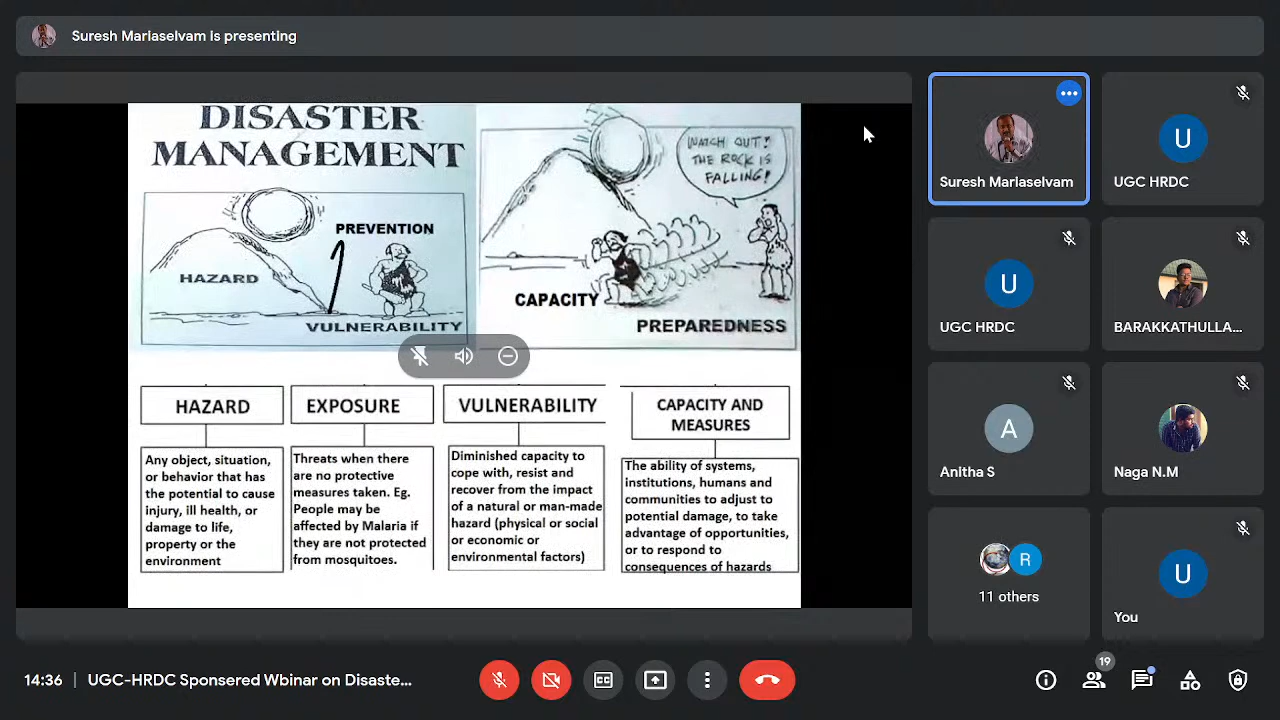 Suresh Mariaselvam is presenting
DISASTER
MANAGEMENT
PREVENTION
HAZARD
VULNERABILITY
WATCH OUT!
THE ROCK IS
FALLING!
CAPACITY
PREPAREDNESS
HAZARD
Any object, situation,
or behavior that has
the potential to cause
injury, ill health, or
damage to life,
property or the
environment
EXPOSURE
Threats when there
are no protective
measures taken. Eg.
People may be
affected by Malaria if
they are not protected
from mosquitoes.
VULNERABILITY
Diminished capacity to
cope with, resist and
recover from the impact
of a natural or man-made
hazard (physical or social
or economic or
environmental factors)
CAPACITY AND
MEASURES
The ability of systems,
institutions, humans and
communities to adjust to
potential damage, to take
advantage of opportunities,
or to respond to
consequences of hazards
Suresh Mariaselvam
U
UGC HRDC
U
UGC HRDC
BARAKKATHULLA...
A
Anitha S
Naga N.M
R
11 others
U
You
14:36 | UGC-HRDC Sponsered Wbinar on Disaste...
CC
19